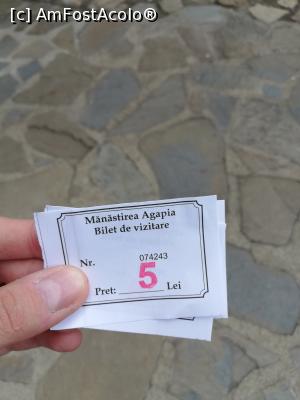 [c] AmFostAcolo®
Mănăstirea Agapia
Bilet de vizitare
Nr. 074243
Pret: 5 Lei